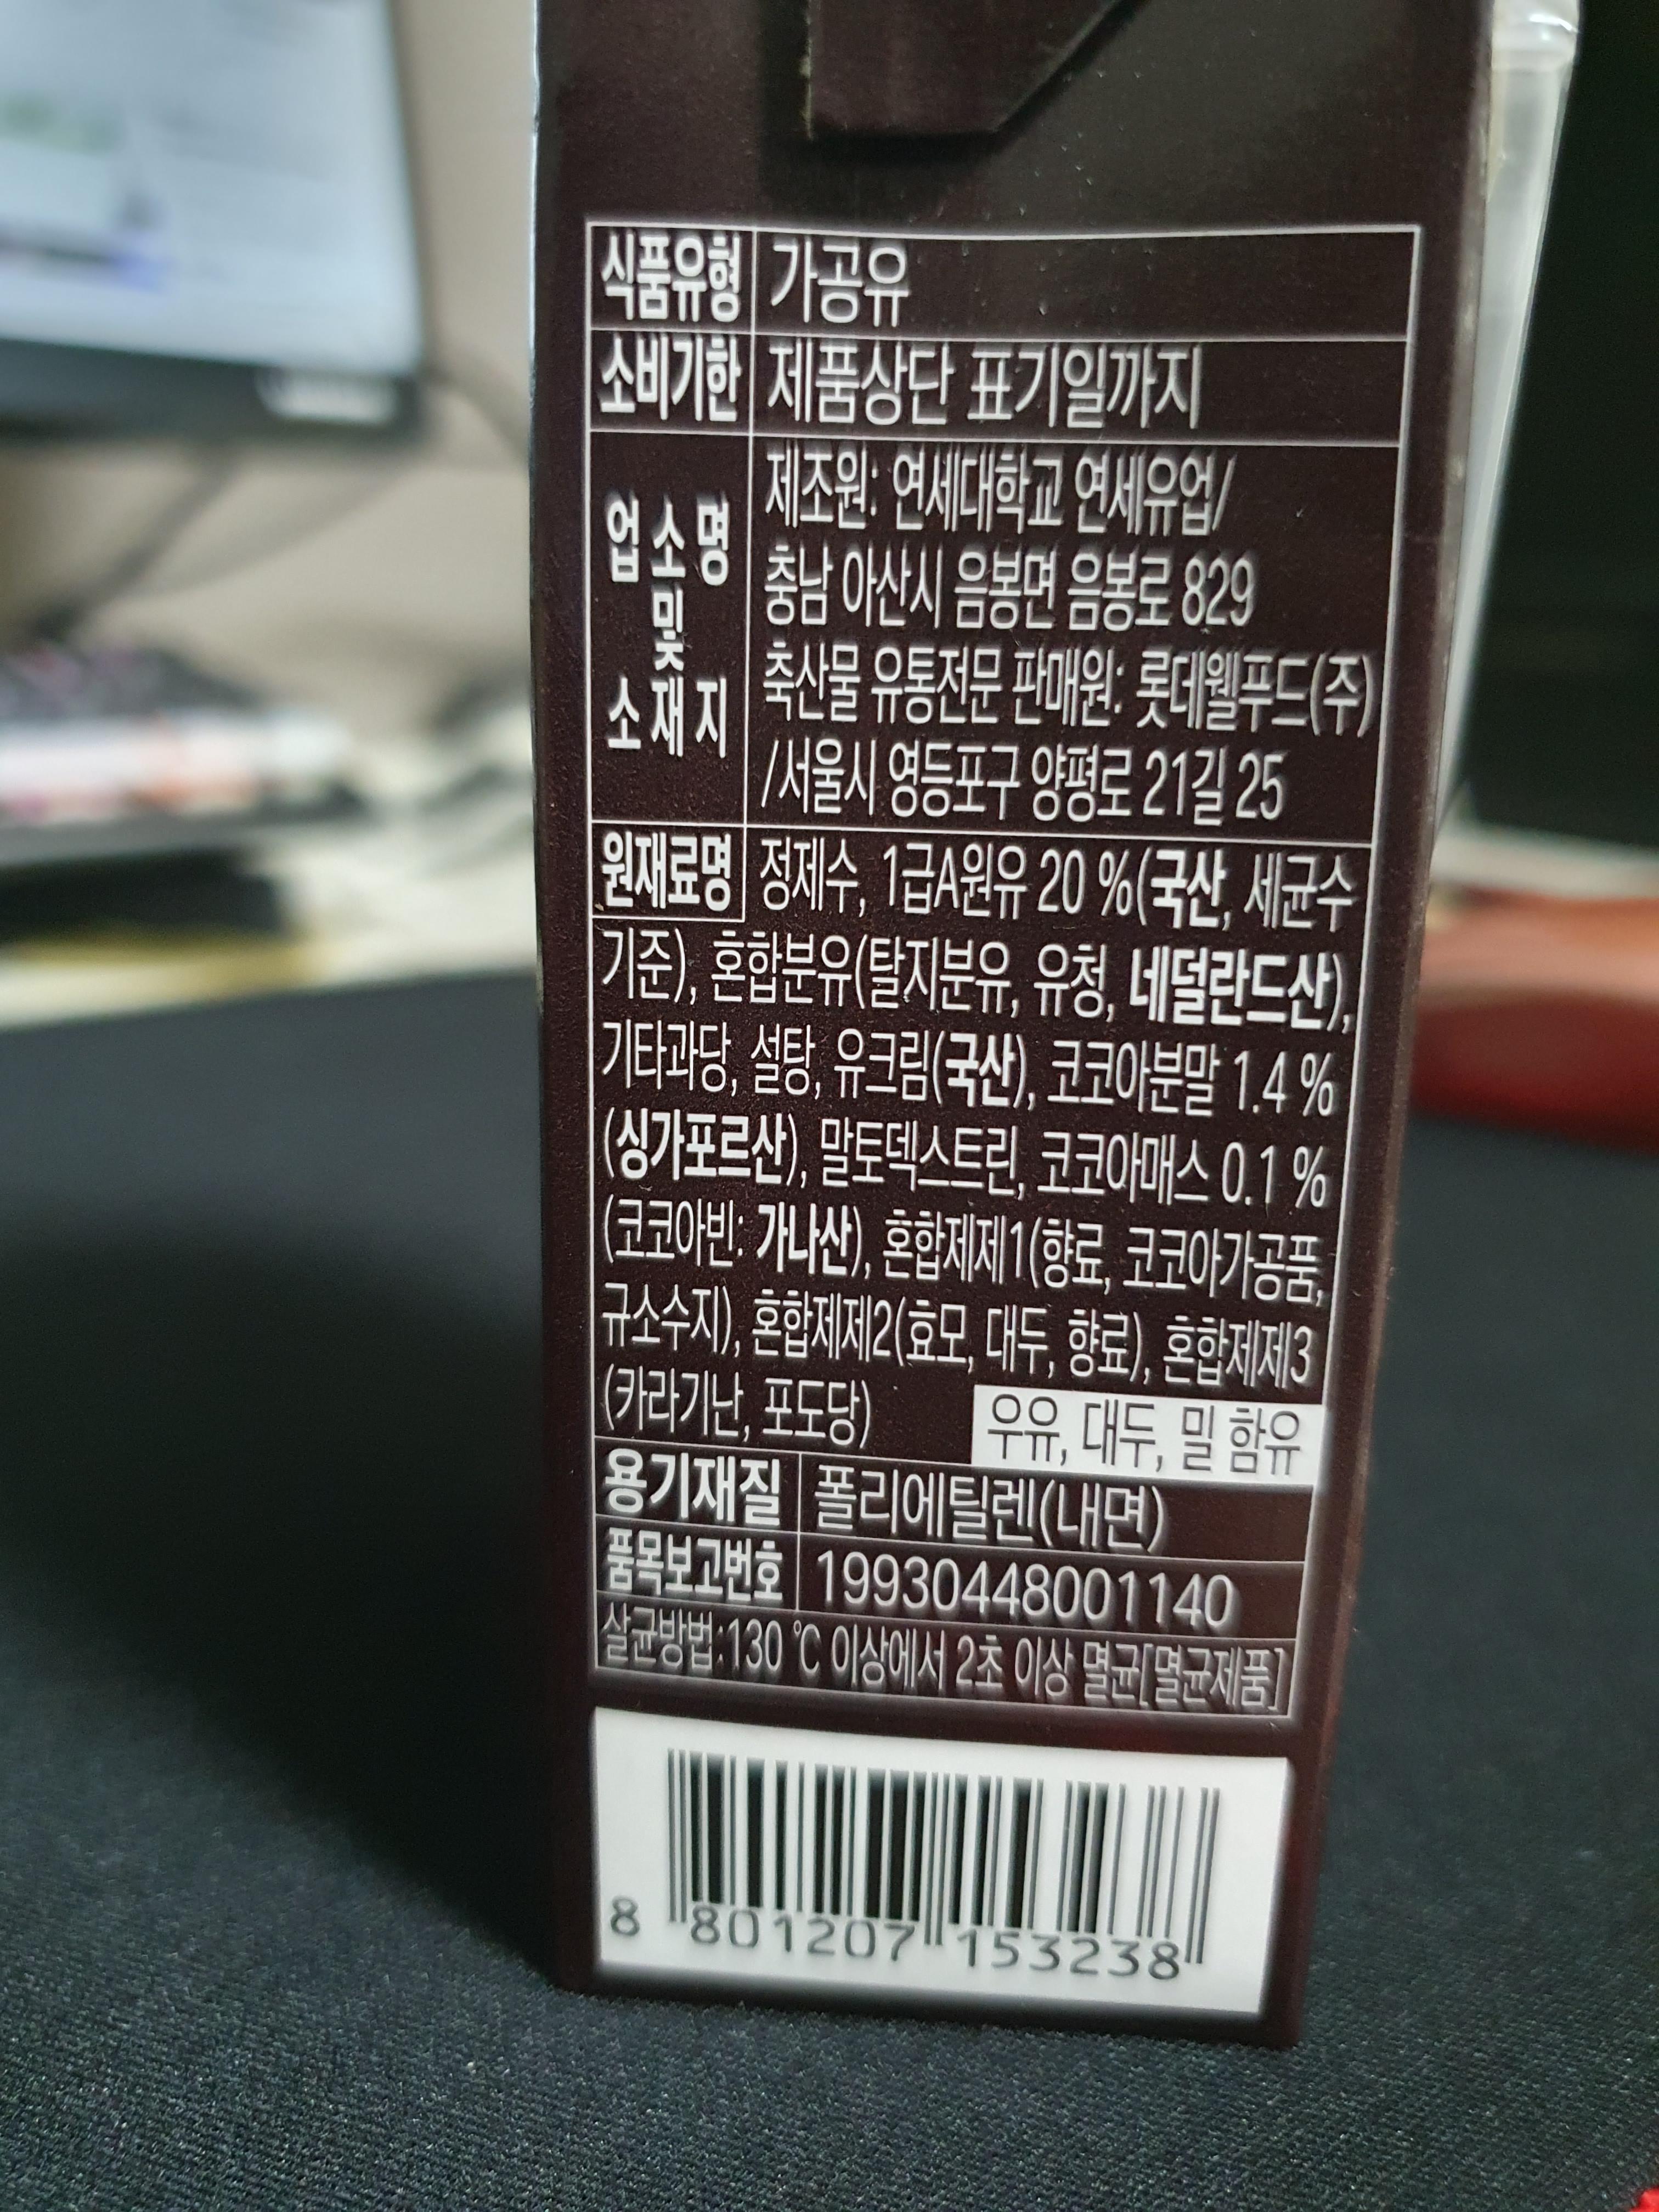 식품유형 가공유
소비기한 제품상단 표기일까지
업소명 및 소재지
제조원: 연세대학교 연세유업/
충남 아산시 음봉면 음봉로 829
축산물 유통전문 판매원: 롯데웰푸드(주)
/서울시 영등포구 양평로 21길 25
원재료명 정제수, 1급A원유 20 %(국산, 세균수
기준), 혼합분유(탈지분유, 유청, 네덜란드산),
기타과당, 설탕, 유크림(국산), 코코아분말 1.4 %
(싱가포르산), 말토덱스트린, 코코아매스 0.1 %
(코코아빈: 가나산), 혼합제제1(향료, 코코아가공품,
규소수지), 혼합제제2(효모, 대두, 향료), 혼합제제3
(카라기난, 포도당) 우유, 대두, 밀 함유
용기재질 폴리에틸렌(내면)
품목보고번호 19930448001140
살균방법:130 ℃ 이상에서 2초 이상 멸균[멸균제품]
8 801207 153238